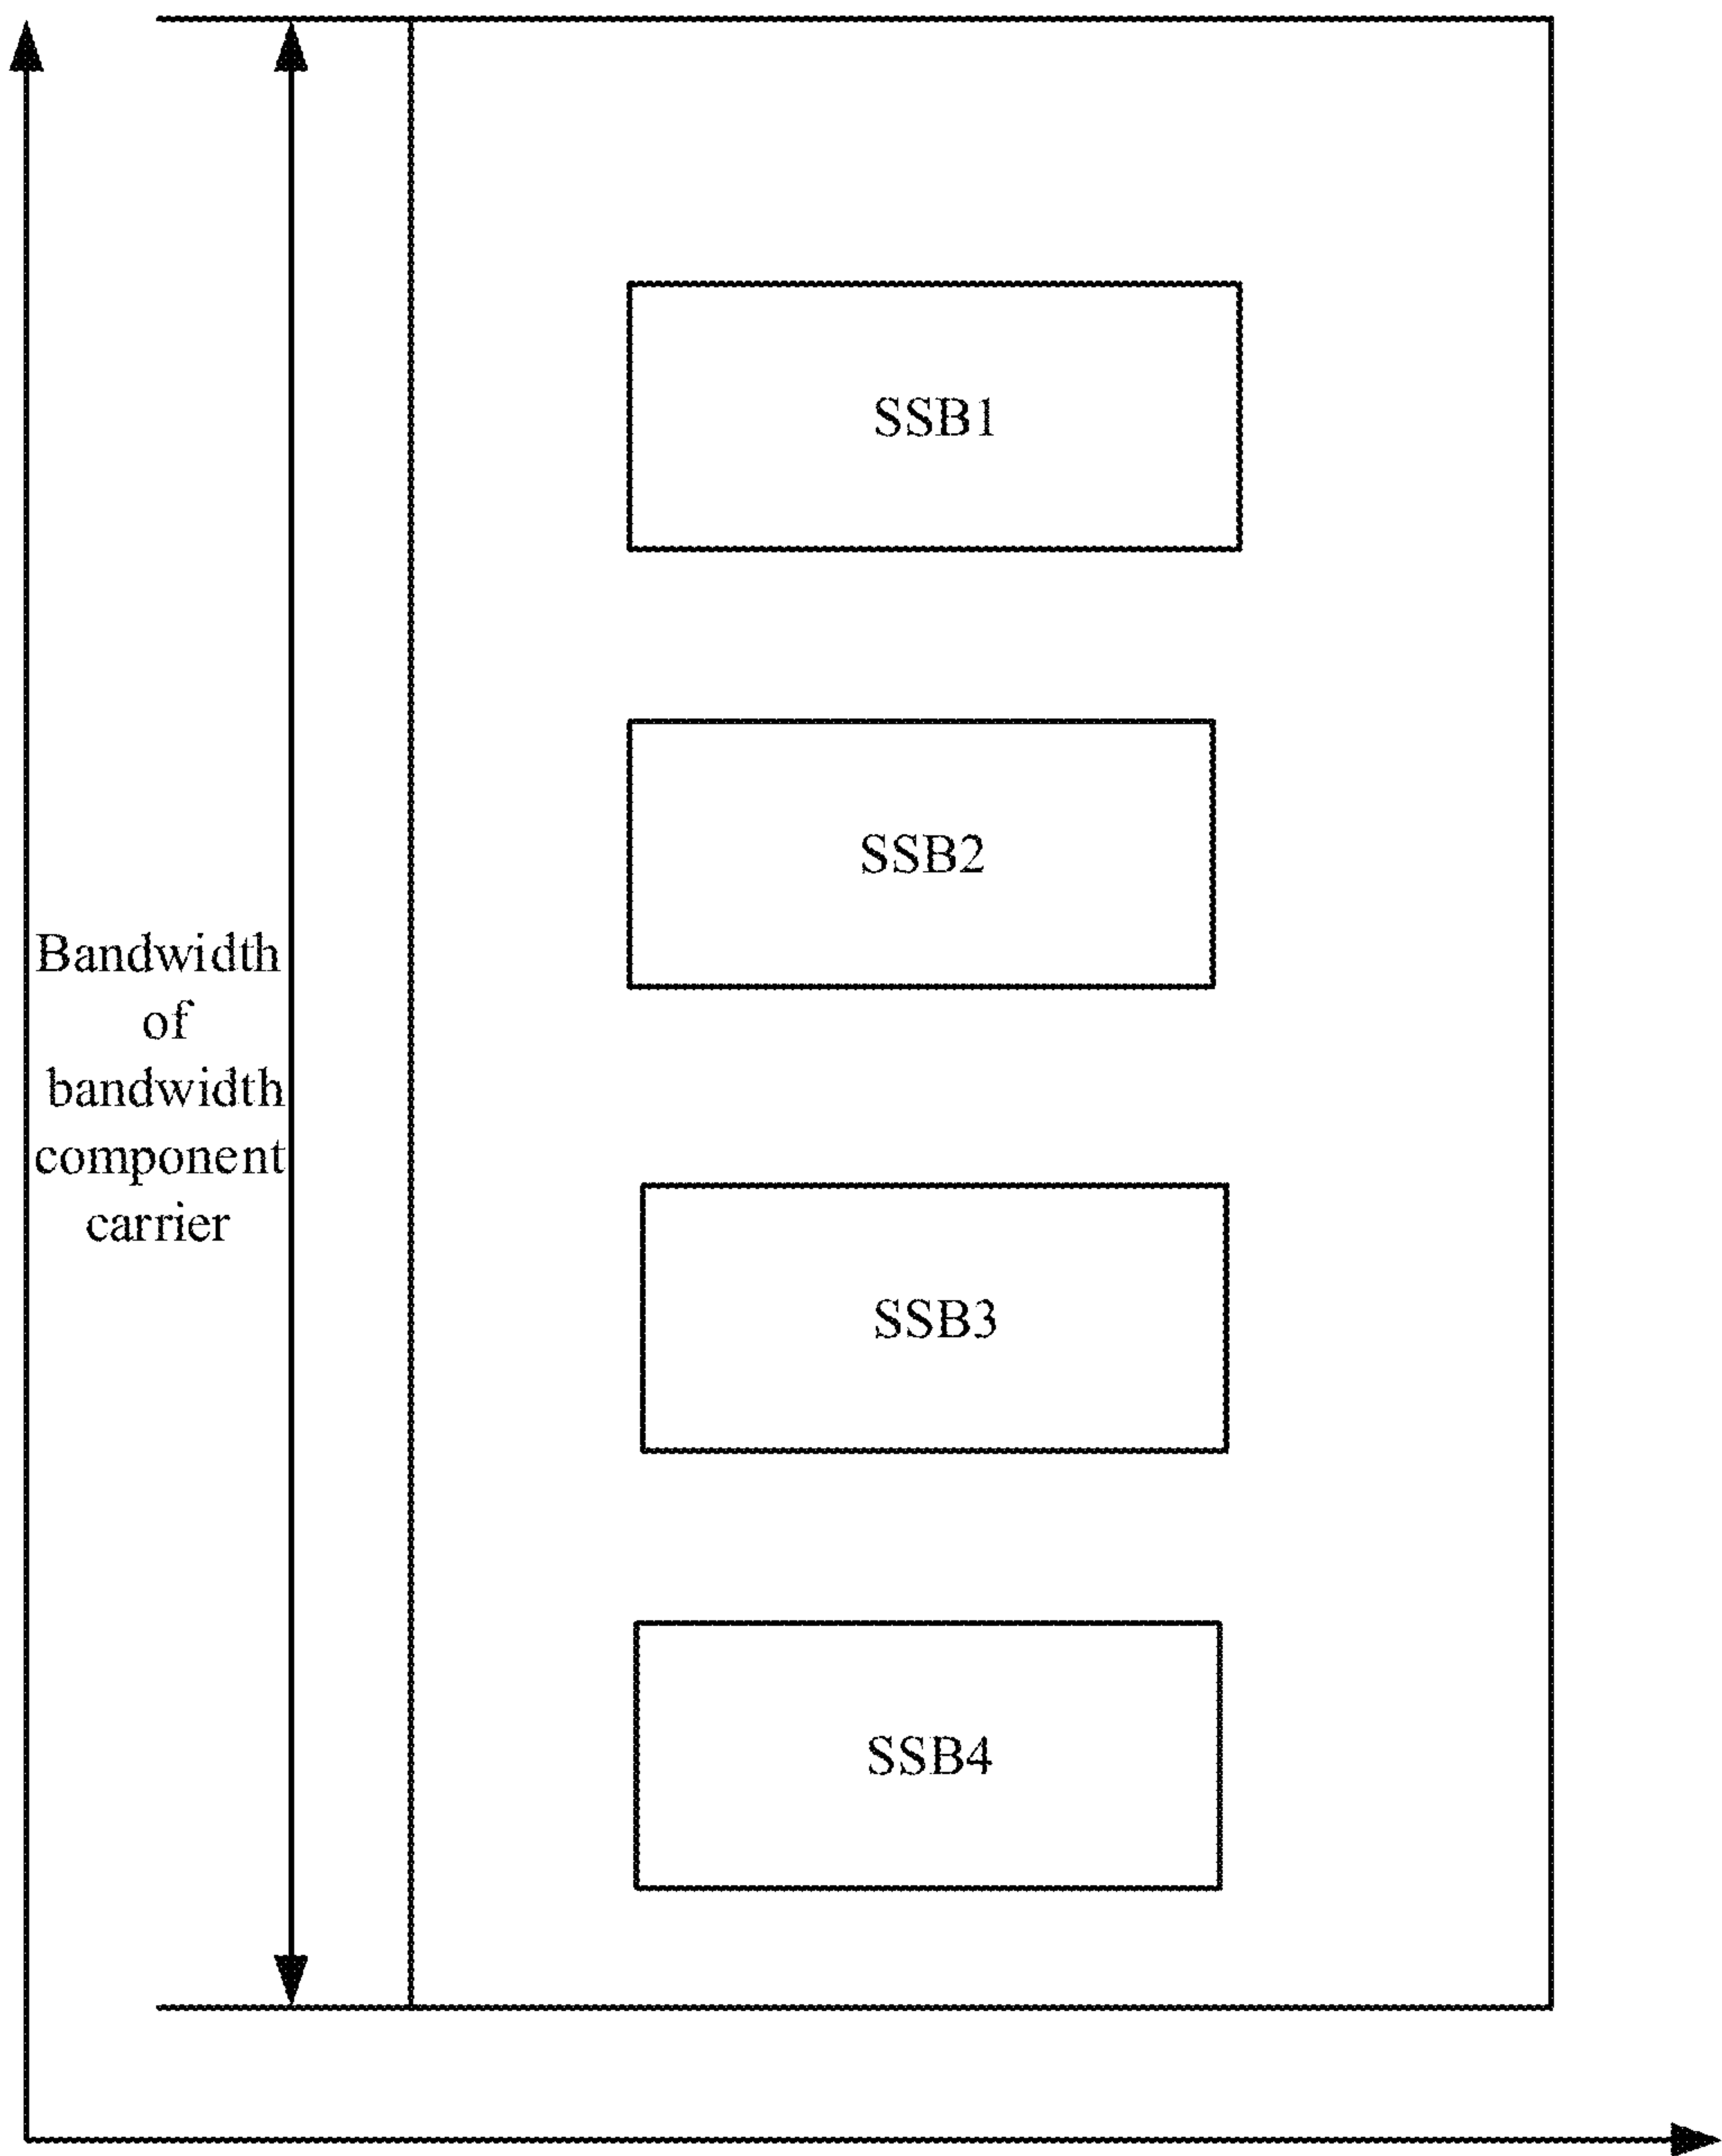 SSB1
SSB2
Bandwidth
of
bandwidth
component
carrier
SSB3
SSB4